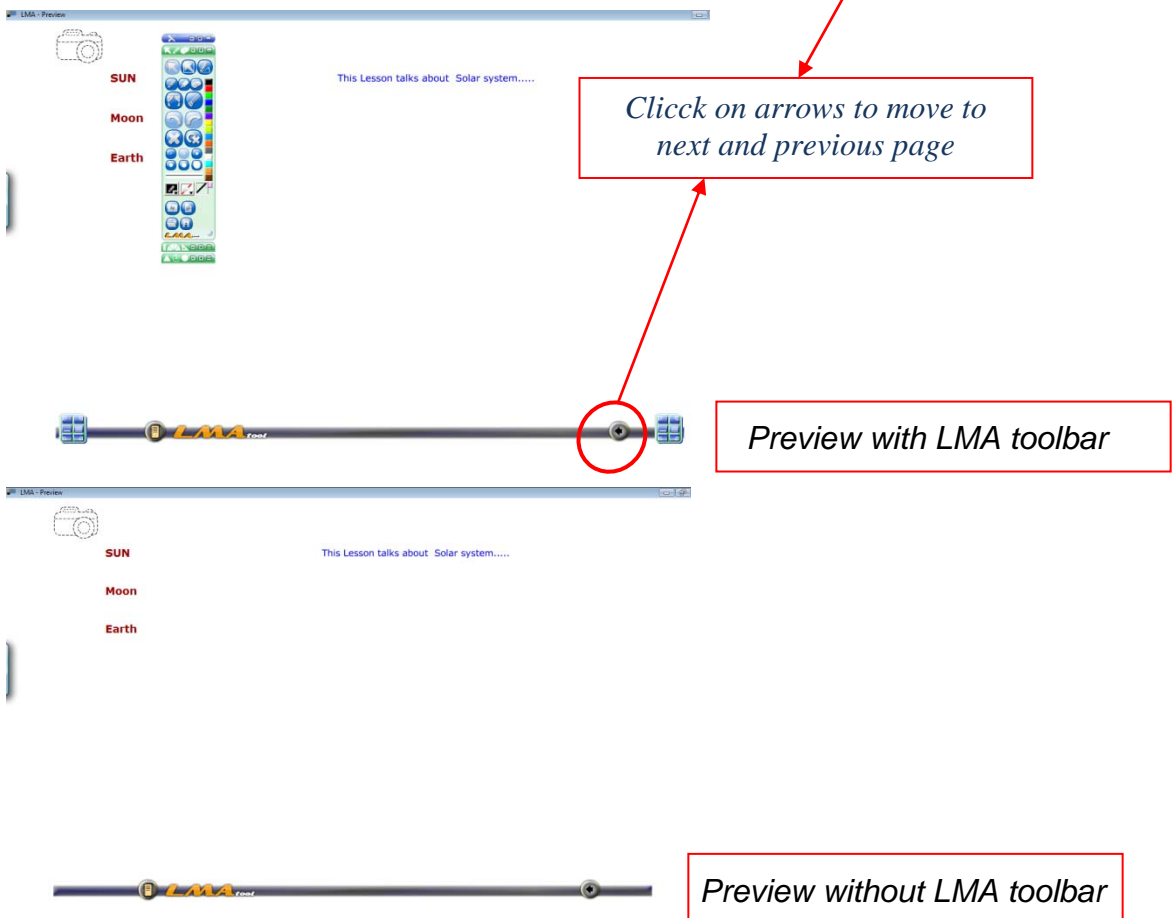 LMA - Preview
SUN
This Lesson talks about Solar system.....
Moon
Earth
Clicck on arrows to move to
next and previous page
LMA
LMA tool
Preview with LMA toolbar
LMA - Preview
SUN
This Lesson talks about Solar system.....
Moon
Earth
LMA tool
Preview without LMA toolbar